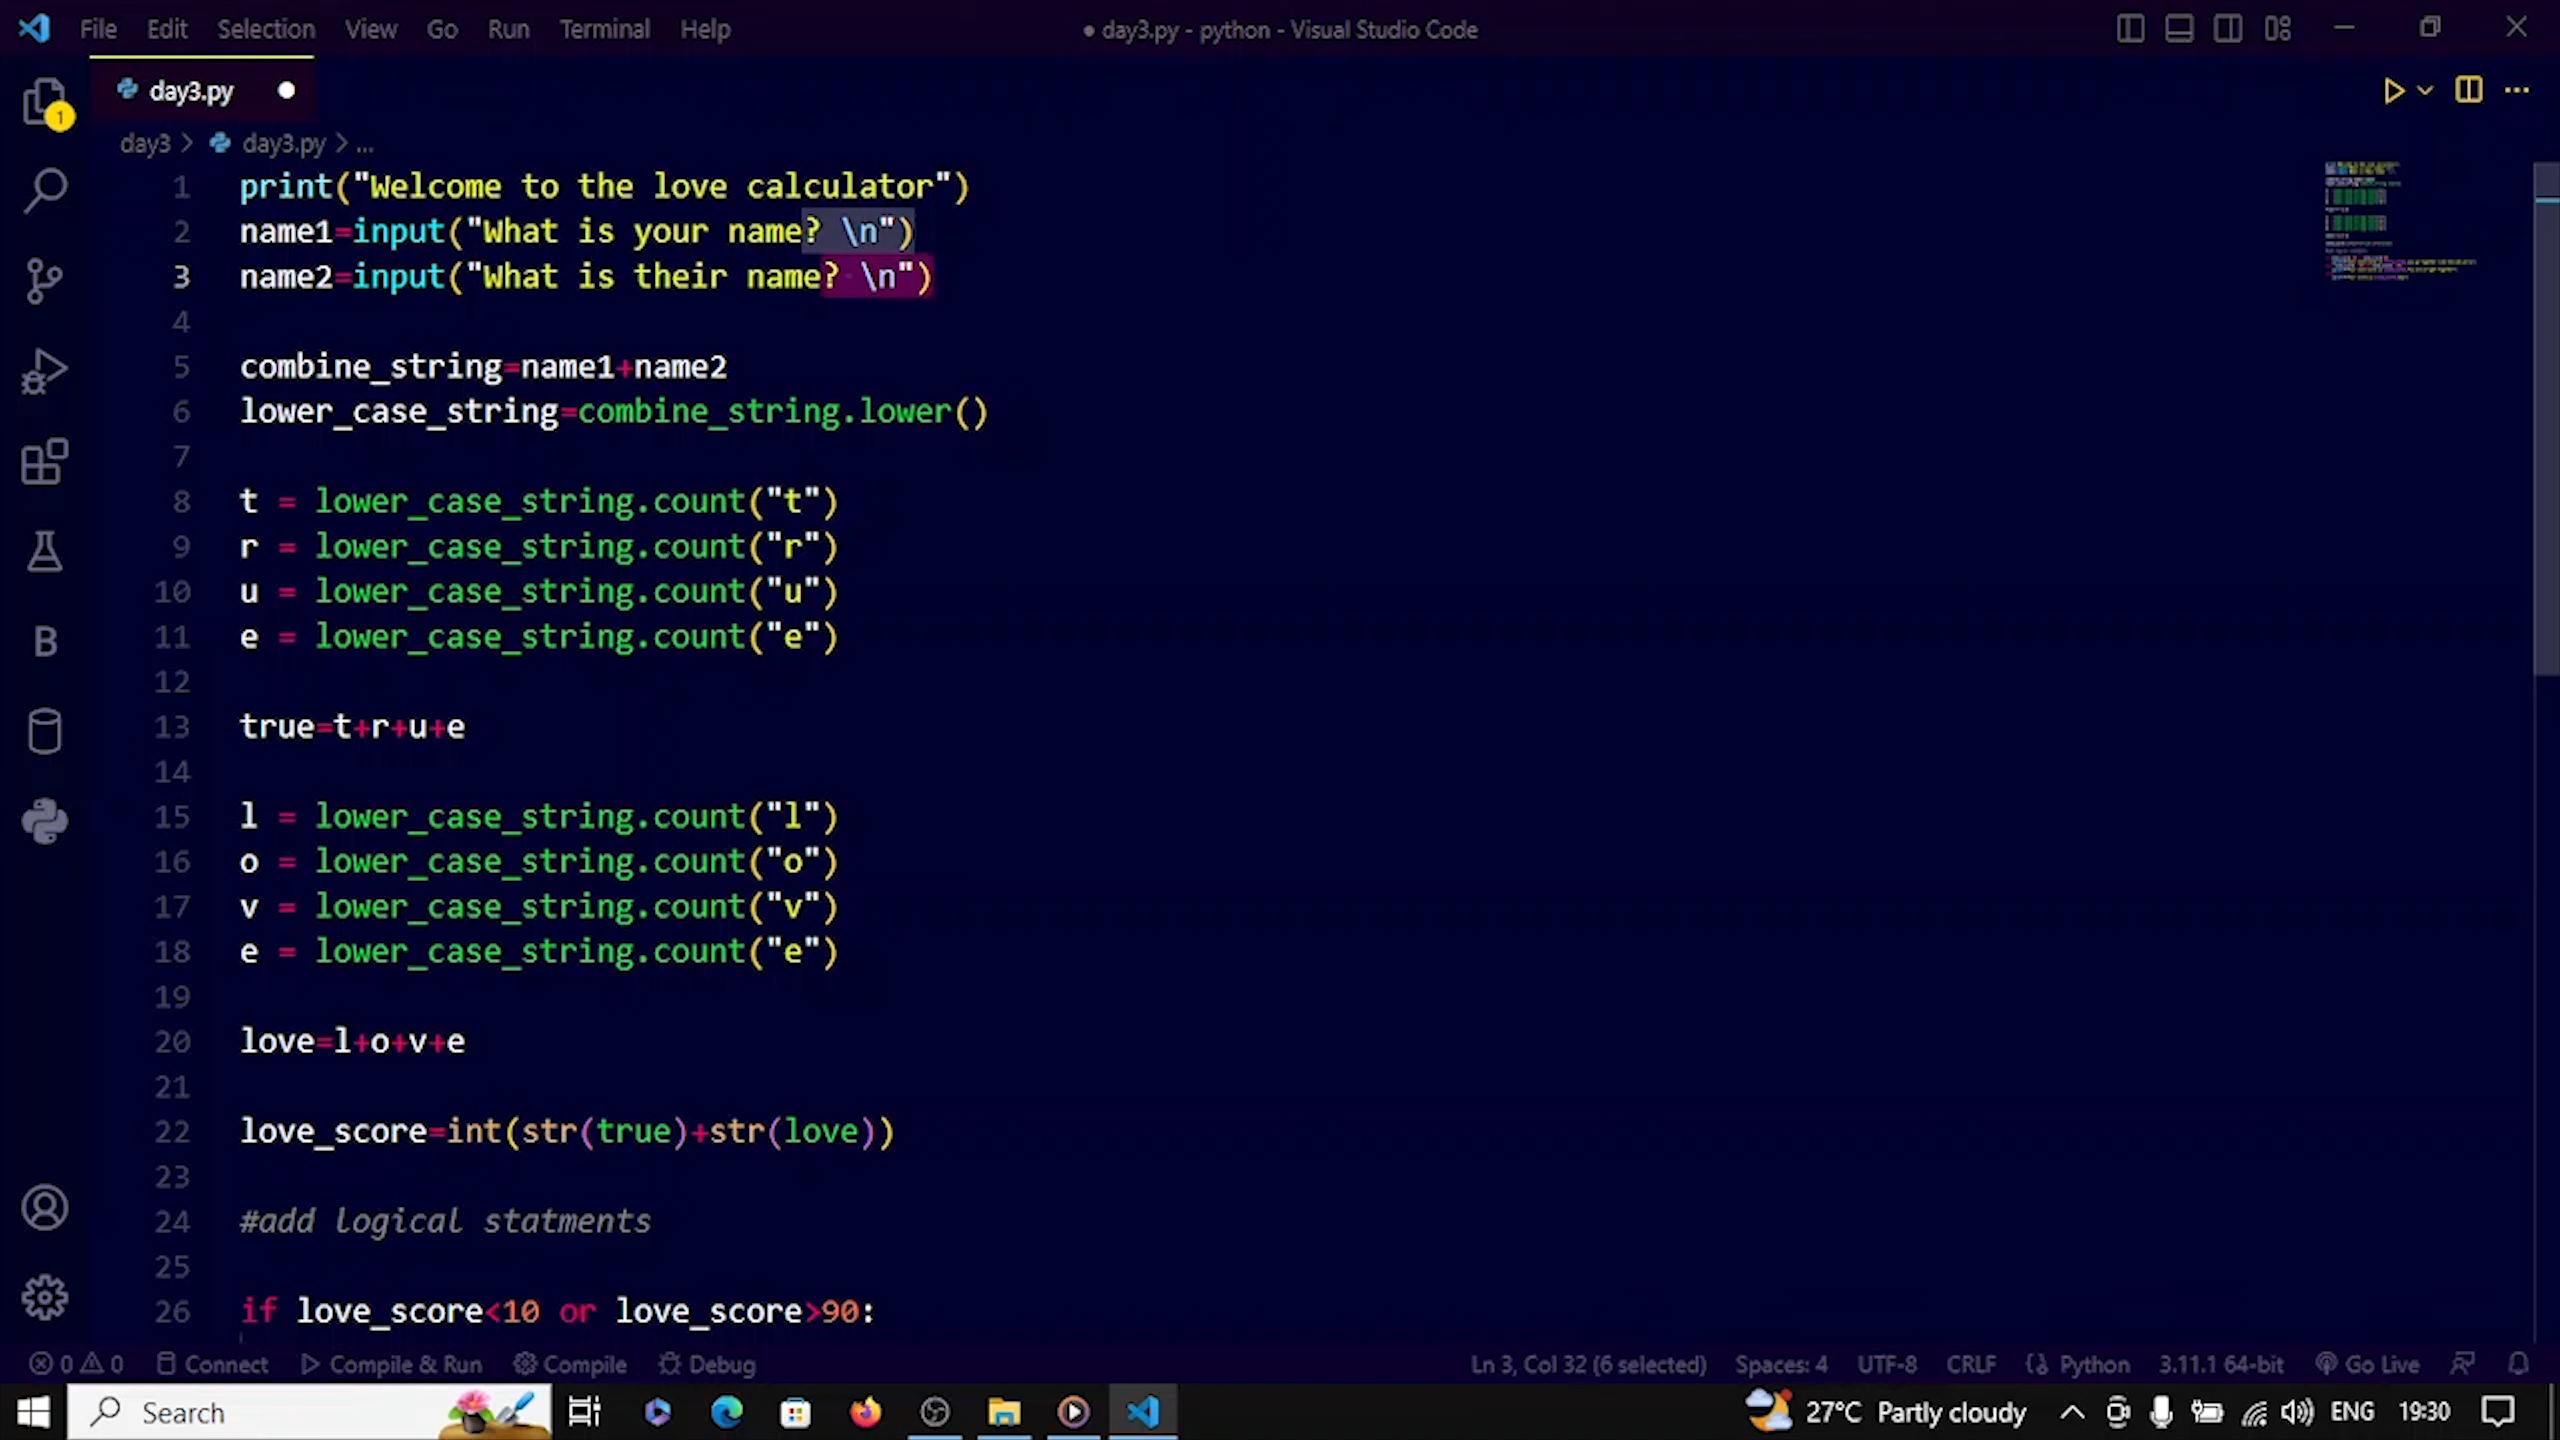 File Edit Selection View Go Run Terminal Help
● day3.py - python - Visual Studio Code
day3.py
1
day3 > day3.py > ...
1 print("Welcome to the love calculator")
2 name1=input("What is your name? \n")
3 name2=input("What is their name? \n")
4
5 combine_string=name1+name2
6 lower_case_string=combine_string.lower()
7
8 t = lower_case_string.count("t")
9 r = lower_case_string.count("r")
10 u = lower_case_string.count("u")
11 e = lower_case_string.count("e")
12
13 true=t+r+u+e
14
15 l = lower_case_string.count("l")
16 o = lower_case_string.count("o")
17 v = lower_case_string.count("v")
18 e = lower_case_string.count("e")
19
20 love=l+o+v+e
21
22 love_score=int(str(true)+str(love))
23
24 #add logical statments
25
26 if love_score<10 or love_score>90:
B
0 0 Connect Compile & Run Compile Debug
Ln 3, Col 32 (6 selected) Spaces: 4 UTF-8 CRLF Python 3.11.1 64-bit Go Live
Search
27°C Partly cloudy ENG 19:30